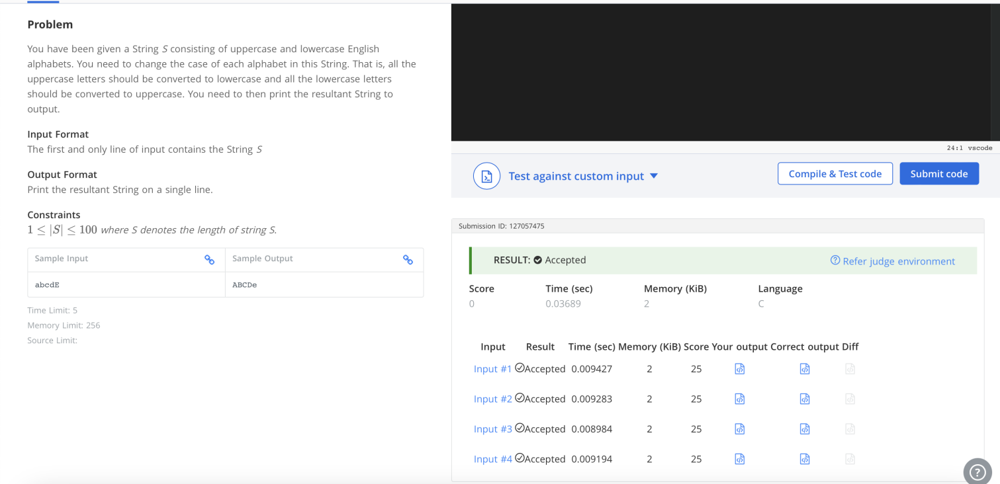 Problem
You have been given a String S consisting of uppercase and lowercase English
alphabets. You need to change the case of each alphabet in this String. That is, all the
uppercase letters should be converted to lowercase and all the lowercase letters
should be converted to uppercase. You need to then print the resultant String to
output.
Input Format
The first and only line of input contains the String S
Output Format
Print the resultant String on a single line.
Constraints
1 ≤ |S| ≤ 100 where S denotes the length of string S.
Sample Input Sample Output
abcdE ABCDe
Time Limit: 5
Memory Limit: 256
Source Limit:
24:1 vscode
Test against custom input
Compile & Test code
Submit code
Submission ID: 127057475
RESULT: Accepted
Refer judge environment
Score Time (sec) Memory (KiB) Language
0 0.03689 2 C
Input Result Time (sec) Memory (KiB) Score Your output Correct output Diff
Input #1 Accepted 0.009427 2 25
Input #2 Accepted 0.009283 2 25
Input #3 Accepted 0.008984 2 25
Input #4 Accepted 0.009194 2 25
?